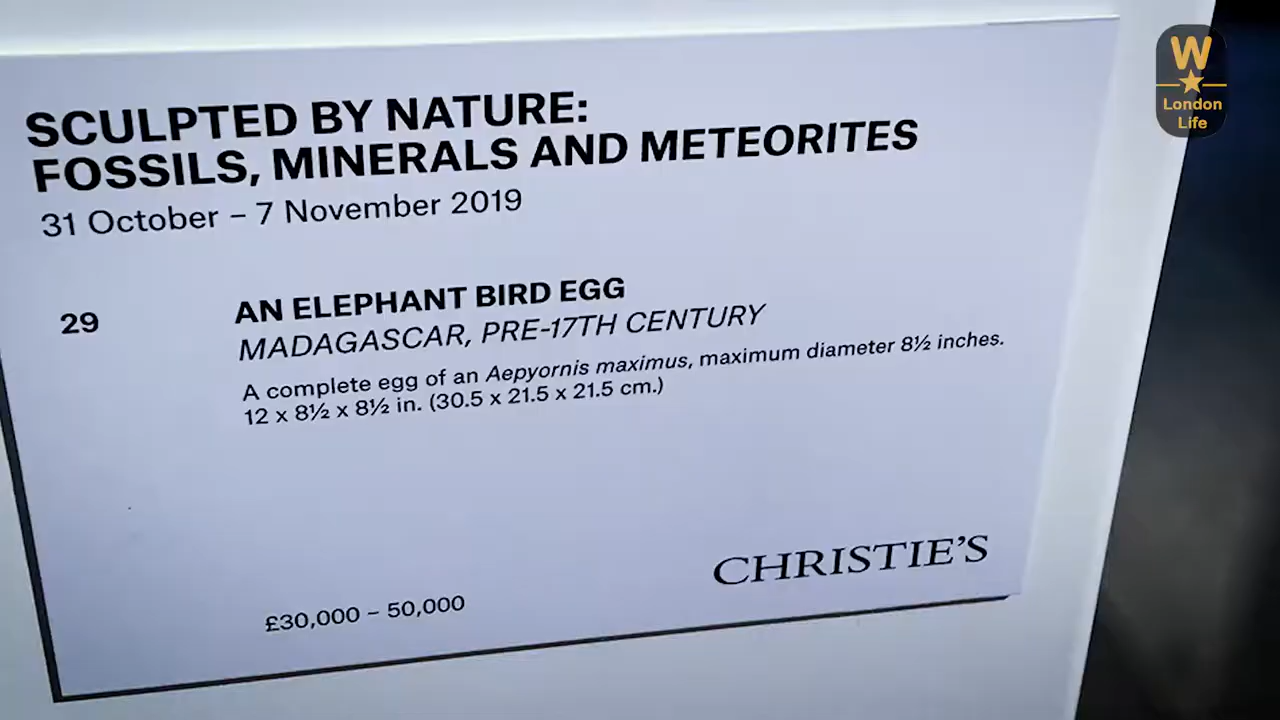 SCULPTED BY NATURE:
FOSSILS, MINERALS AND METEORITES
31 October – 7 November 2019
29
AN ELEPHANT BIRD EGG
MADAGASCAR, PRE-17TH CENTURY
A complete egg of an Aepyornis maximus, maximum diameter 8½ inches.
12 x 8½ x 8½ in. (30.5 x 21.5 x 21.5 cm.)
£30,000 – 50,000
CHRISTIE'S
W
London
Life